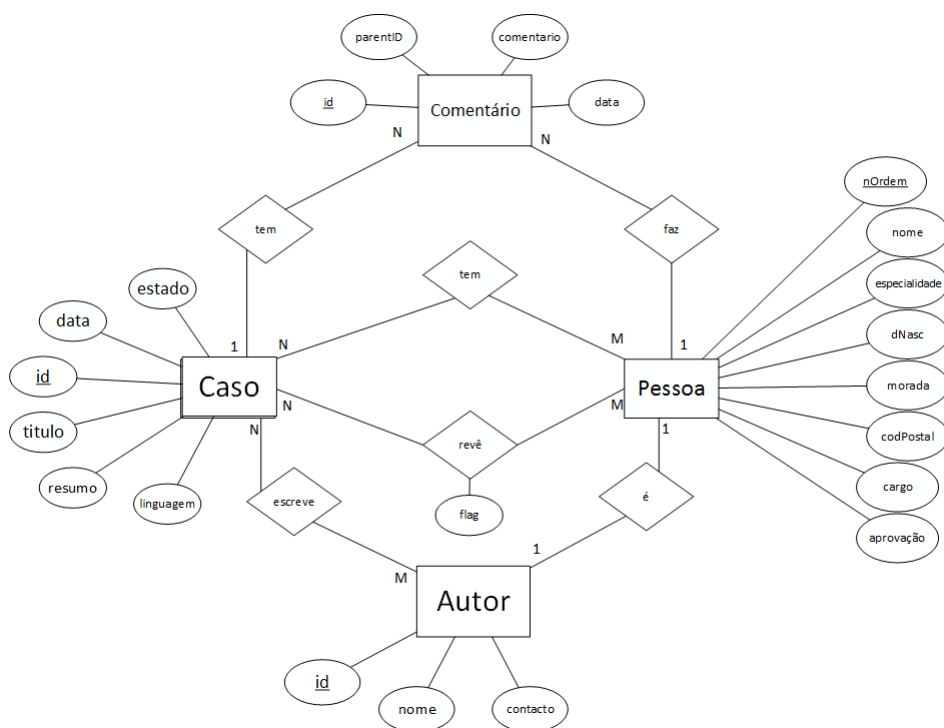 parentID
comentario
id
Comentário
data
N
N
nOrdem
tem
faz
nome
tem
especialidade
estado
data
dNasc
1
N
M
1
id
Caso
Pessoa
morada
N
M
titulo
N
1
codPostal
revê
resumo
linguagem
escreve
flag
é
cargo
aprovação
1
M
Autor
id
nome
contacto